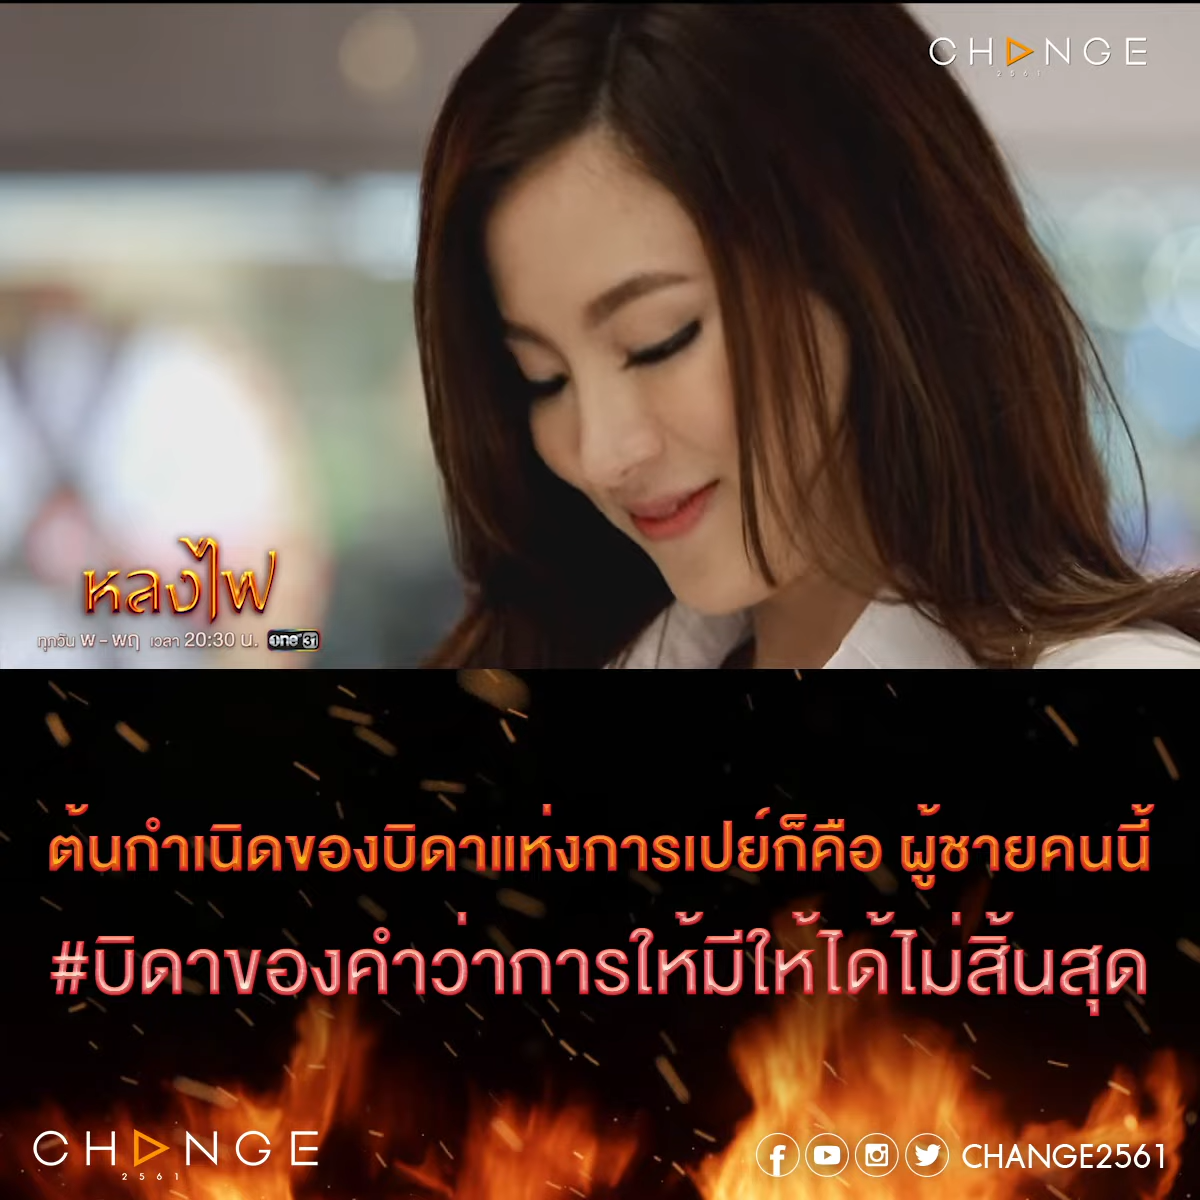 CHANGE
2561
หลงไฟ
ทุกวัน พ - พฤ เวลา 20:30 น. one 31
ต้นกำเนิดของบิดาแห่งการเปย์ก็คือ ผู้ชายคนนี้
#บิดาของคำว่าการให้มีให้ได้ไม่สิ้นสุด
CHANGE
2561
CHANGE2561